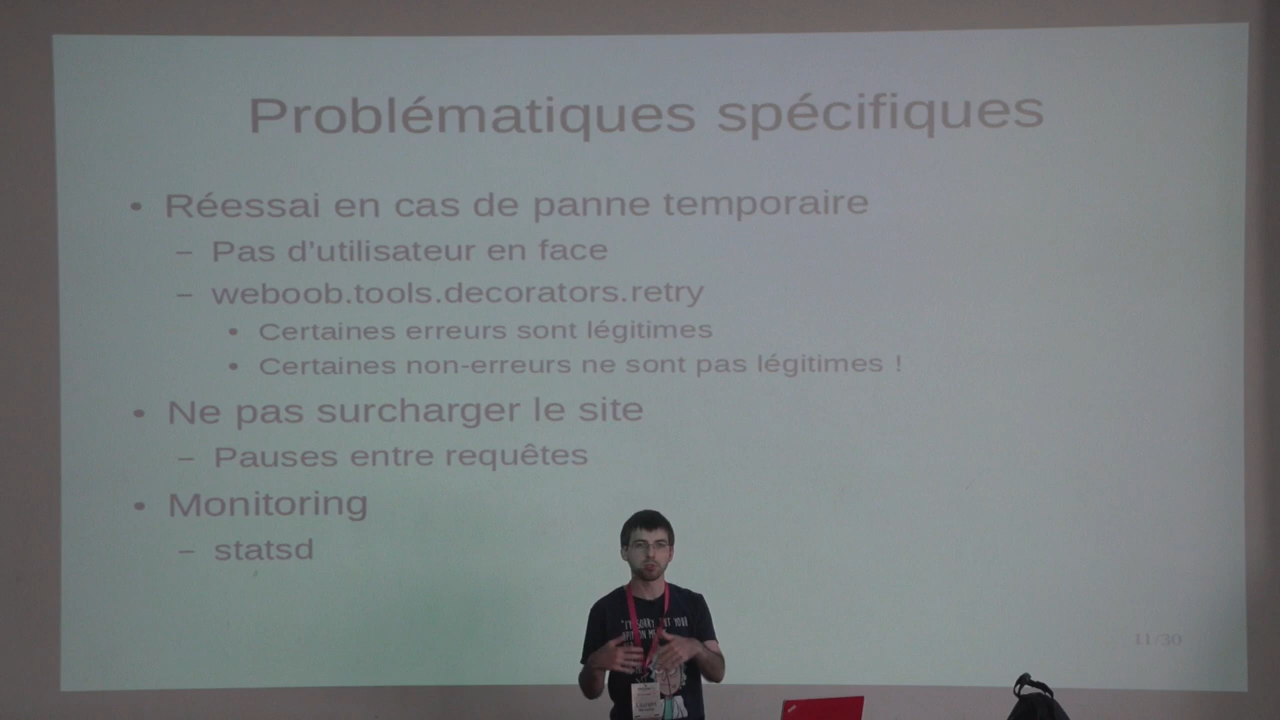 Problématiques spécifiques
• Réessai en cas de panne temporaire
– Pas d'utilisateur en face
– weboob.tools.decorators.retry
• Certaines erreurs sont légitimes
• Certaines non-erreurs ne sont pas légitimes !
• Ne pas surcharger le site
– Pauses entre requêtes
• Monitoring
– statsd
11/30